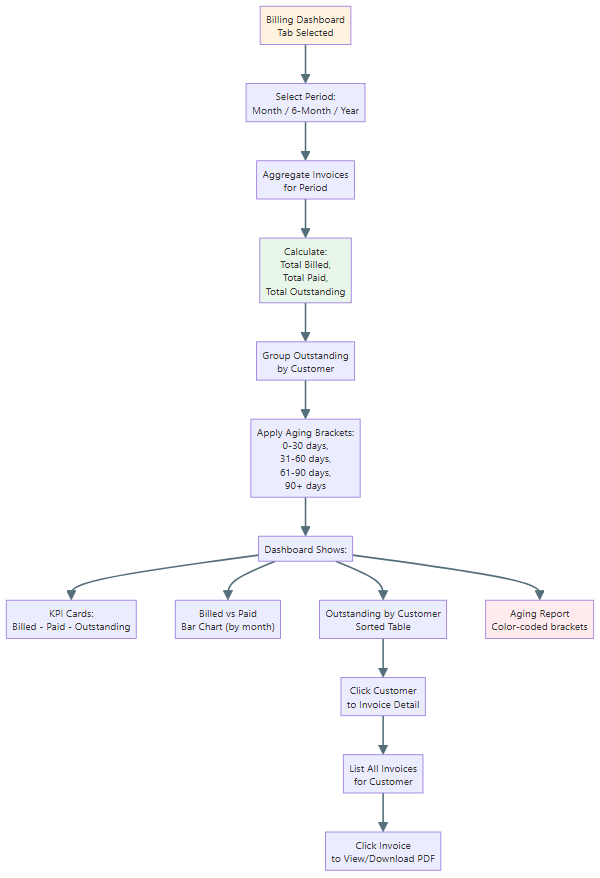 Billing Dashboard
Tab Selected
Select Period:
Month / 6-Month / Year
Aggregate Invoices
for Period
Calculate:
Total Billed,
Total Paid,
Total Outstanding
Group Outstanding
by Customer
Apply Aging Brackets:
0-30 days,
31-60 days,
61-90 days,
90+ days
Dashboard Shows:
KPI Cards:
Billed - Paid - Outstanding
Billed vs Paid
Bar Chart (by month)
Outstanding by Customer
Sorted Table
Aging Report
Color-coded brackets
Click Customer
to Invoice Detail
List All Invoices
for Customer
Click Invoice
to View/Download PDF